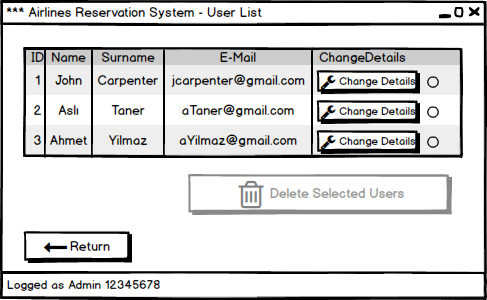 *** Airlines Reservation System - User List
ID Name Surname E-Mail ChangeDetails
1 John Carpenter jcarpenter@gmail.com Change Details
2 Aslı Taner aTaner@gmail.com Change Details
3 Ahmet Yilmaz aYilmaz@gmail.com Change Details
Delete Selected Users
Return
Logged as Admin 12345678